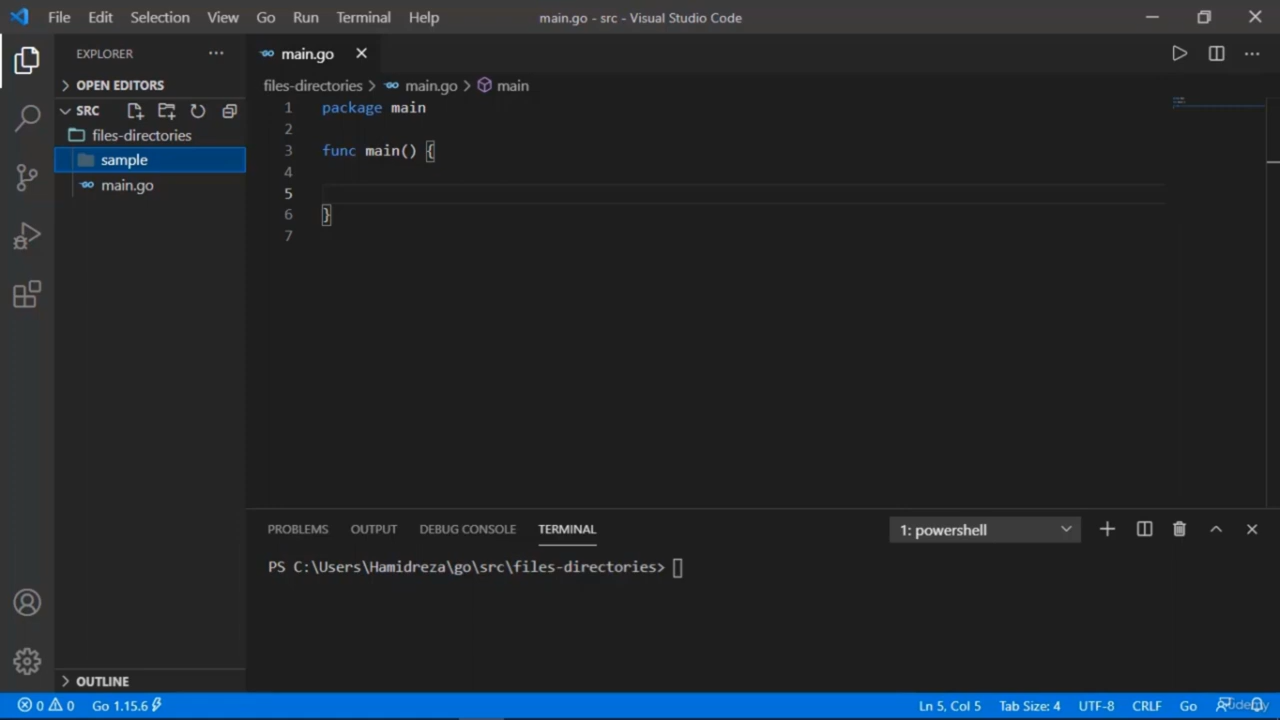 File Edit Selection View Go Run Terminal Help
main.go - src - Visual Studio Code
EXPLORER
OPEN EDITORS
SRC
files-directories
sample
main.go
OUTLINE
main.go
files-directories > main.go > main
1 package main
2
3 func main() {
4
5
6 }
7
PROBLEMS OUTPUT DEBUG CONSOLE TERMINAL
1: powershell
PS C:\Users\Hamidreza\go\src\files-directories>
0 0 Go 1.15.6
Ln 5, Col 5 Tab Size: 4 UTF-8 CRLF Go
Udemy